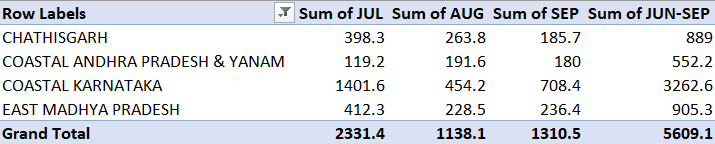 Row Labels Sum of JUL Sum of AUG Sum of SEP Sum of JUN-SEP
CHATHISGARH 398.3 263.8 185.7 889
COASTAL ANDHRA PRADESH & YANAM 119.2 191.6 180 552.2
COASTAL KARNATAKA 1401.6 454.2 708.4 3262.6
EAST MADHYA PRADESH 412.3 228.5 236.4 905.3
Grand Total 2331.4 1138.1 1310.5 5609.1